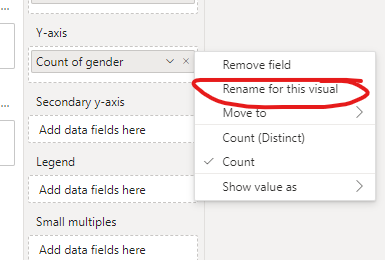 Y-axis
Count of gender
Remove field
Rename for this visual
Move to
Count (Distinct)
Count
Show value as
Secondary y-axis
Add data fields here
Legend
Add data fields here
Small multiples
Add data fields here